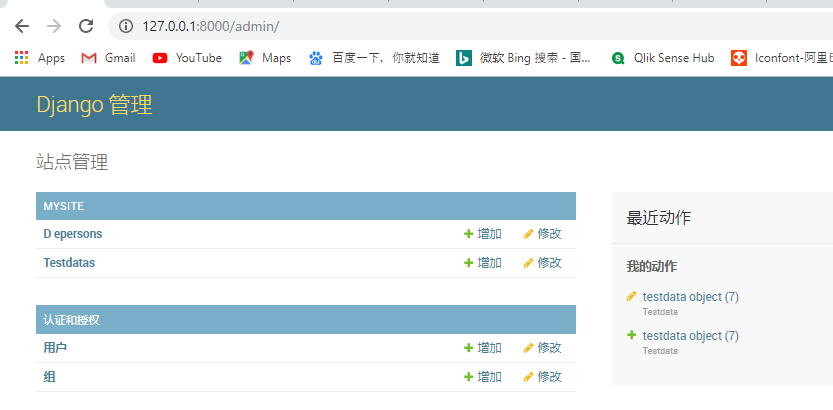 127.0.0.1:8000/admin/
Apps Gmail YouTube Maps 百度一下，你就知道 微软 Bing 搜索 - 国... Qlik Sense Hub Iconfont-阿里
Django 管理
站点管理
MYSITE
D epersons 增加 修改
Testdatas 增加 修改
认证和授权
用户 增加 修改
组 增加 修改
最近动作
我的动作
testdata object (7)
Testdata
testdata object (7)
Testdata